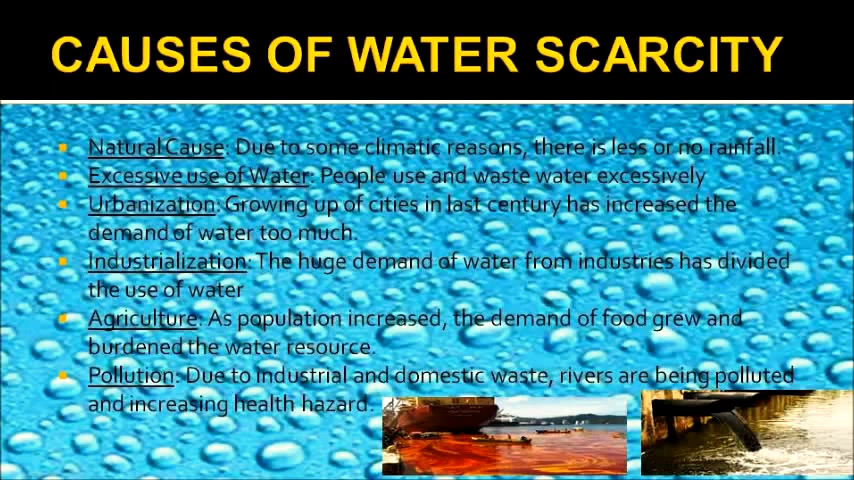 CAUSES OF WATER SCARCITY
Natural Cause: Due to some climatic reasons, there is less or no rainfall.
Excessive use of Water: People use and waste water excessively
Urbanization: Growing up of cities in last century has increased the
demand of water too much.
Industrialization: The huge demand of water from industries has divided
the use of water
Agriculture: As population increased, the demand of food grew and
burdened the water resource.
Pollution: Due to industrial and domestic waste, rivers are being polluted
and increasing health hazard.